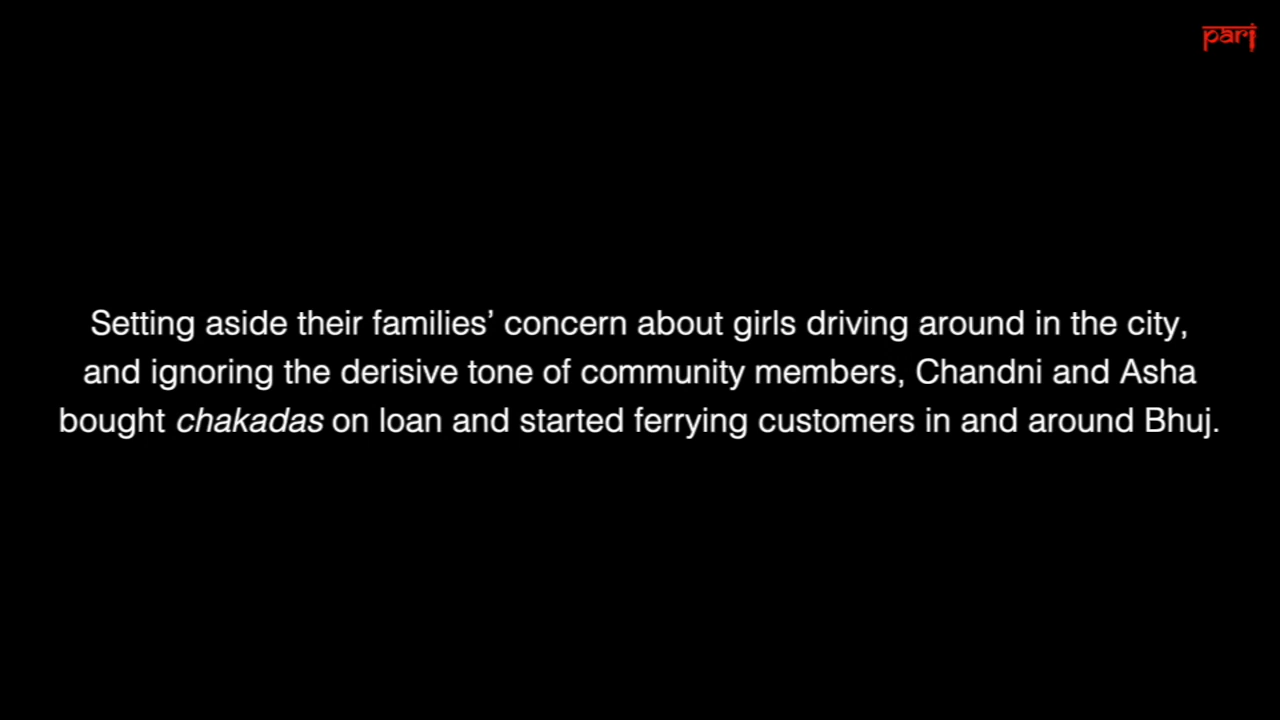 pari
Setting aside their families’ concern about girls driving around in the city,
and ignoring the derisive tone of community members, Chandni and Asha
bought chakadas on loan and started ferrying customers in and around Bhuj.